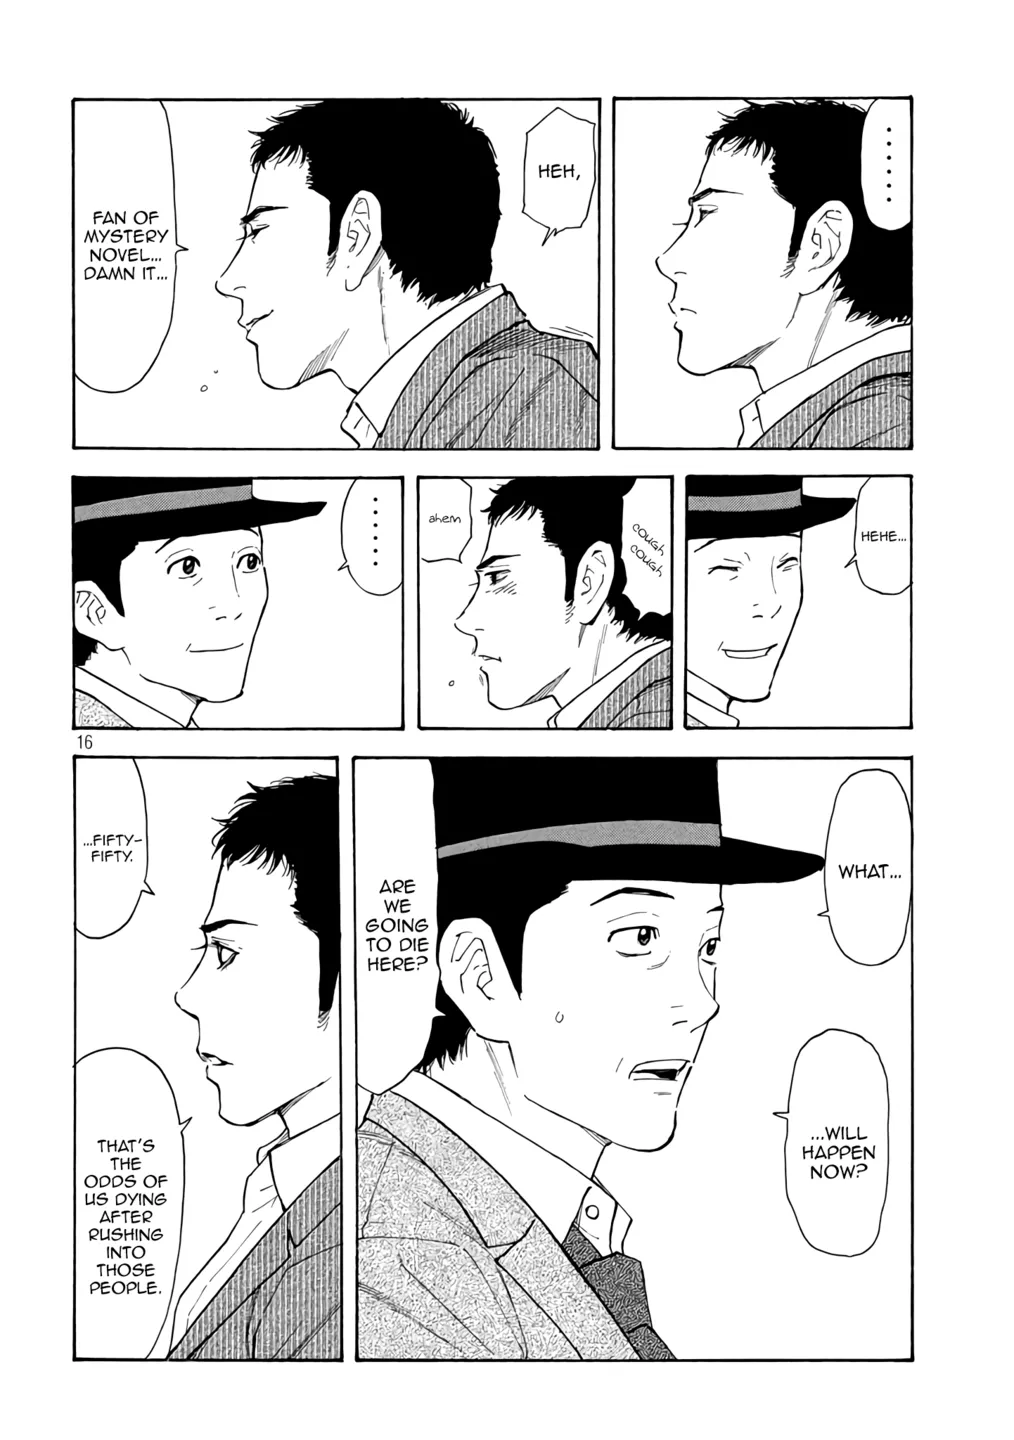 ......
HEH,
FAN OF
MYSTERY
NOVEL...
DAMN IT...
HEHE...
cough
cough
ahem
......
WHAT...
...WILL
HAPPEN
NOW?
ARE
WE
GOING
TO DIE
HERE?
...FIFTY-
FIFTY.
THAT'S
THE
ODDS OF
US DYING
AFTER
RUSHING
INTO
THOSE
PEOPLE.
16